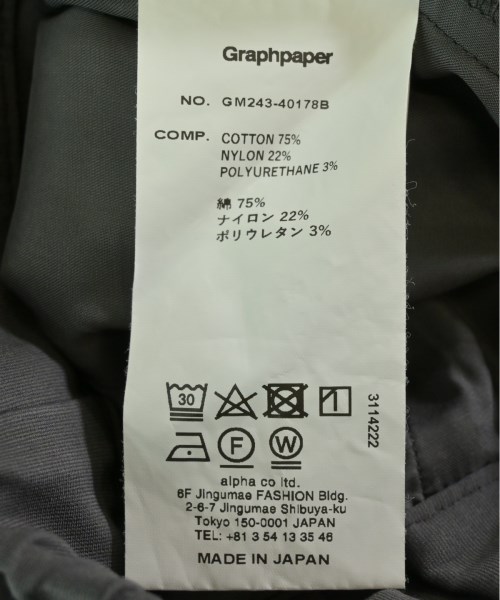 Graphpaper
NO. GM243-40178B
COMP. COTTON 75%
NYLON 22%
POLYURETHANE 3%
綿 75%
ナイロン 22%
ポリウレタン 3%
30
F W
3114222
alpha co ltd.
6F Jingumae FASHION Bldg.
2-6-7 Jingumae Shibuya-ku
Tokyo 150-0001 JAPAN
TEL: +81 3 54 13 35 46
MADE IN JAPAN